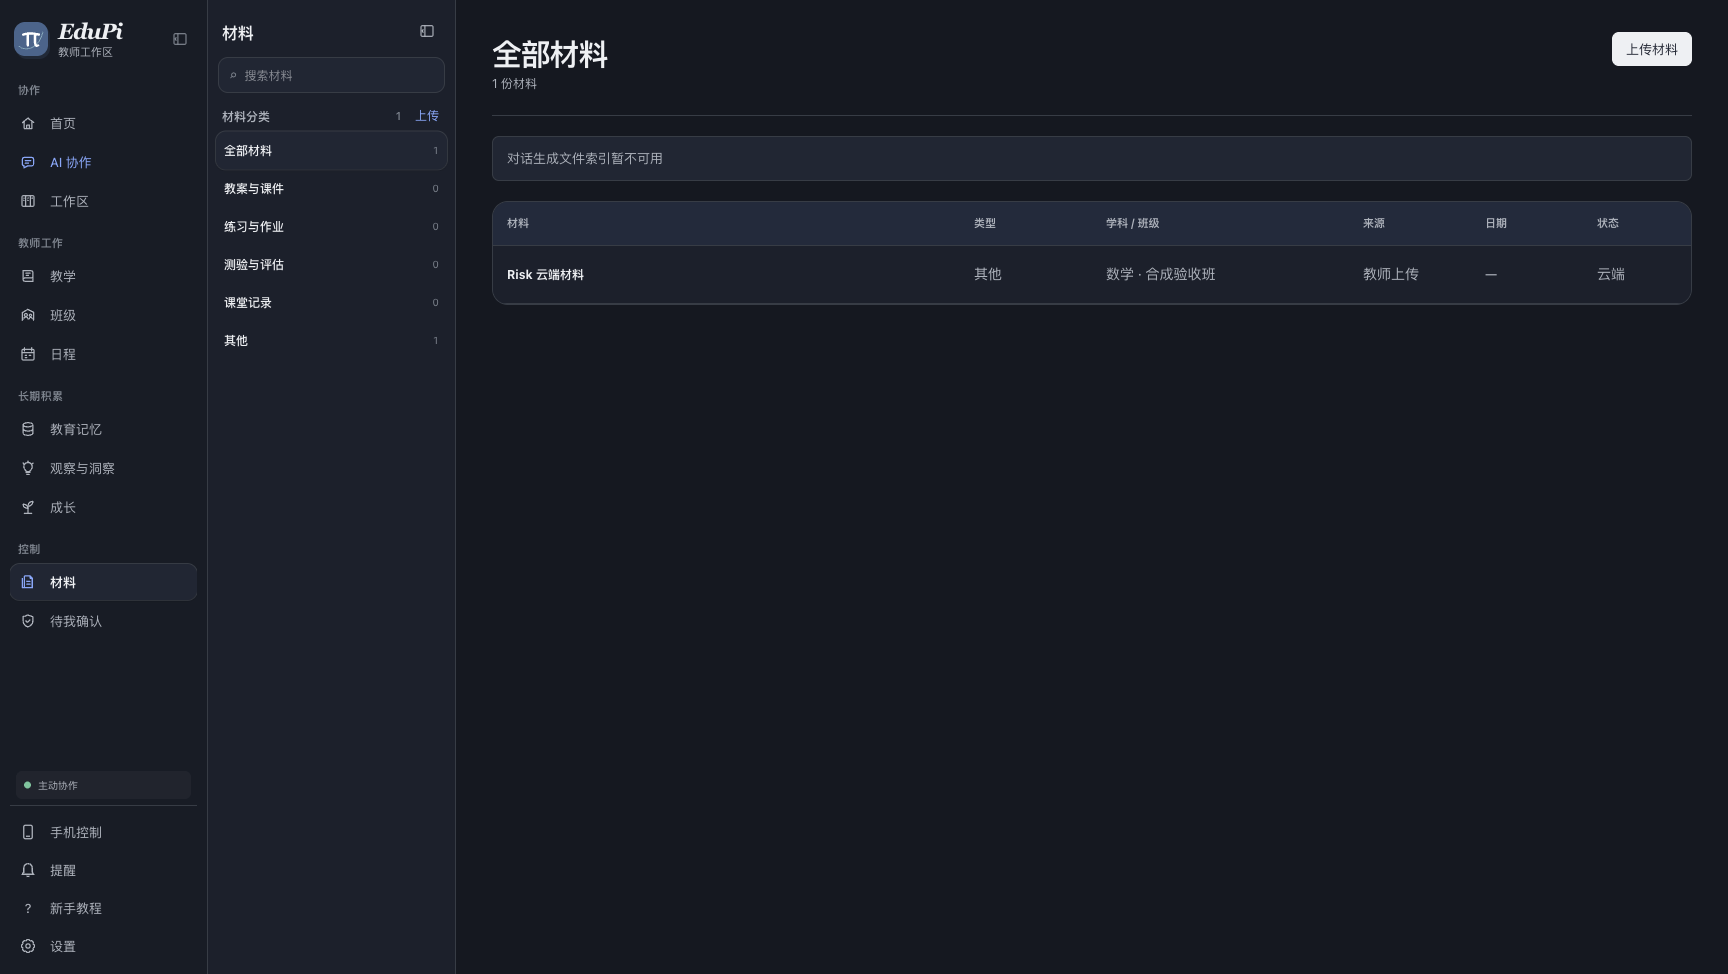 EduPi
教师工作区
协作
首页
AI 协作
工作区
教师工作
教学
班级
日程
长期积累
教育记忆
观察与洞察
成长
控制
材料
待我确认
主动协作
手机控制
提醒
? 新手教程
设置
材料
搜索材料
材料分类 1 上传
全部材料 1
教案与课件 0
练习与作业 0
测验与评估 0
课堂记录 0
其他 1
全部材料
1 份材料
上传材料
对话生成文件索引暂不可用
材料 类型 学科 / 班级 来源 日期 状态
Risk 云端材料 其他 数学 · 合成验收班 教师上传 — 云端